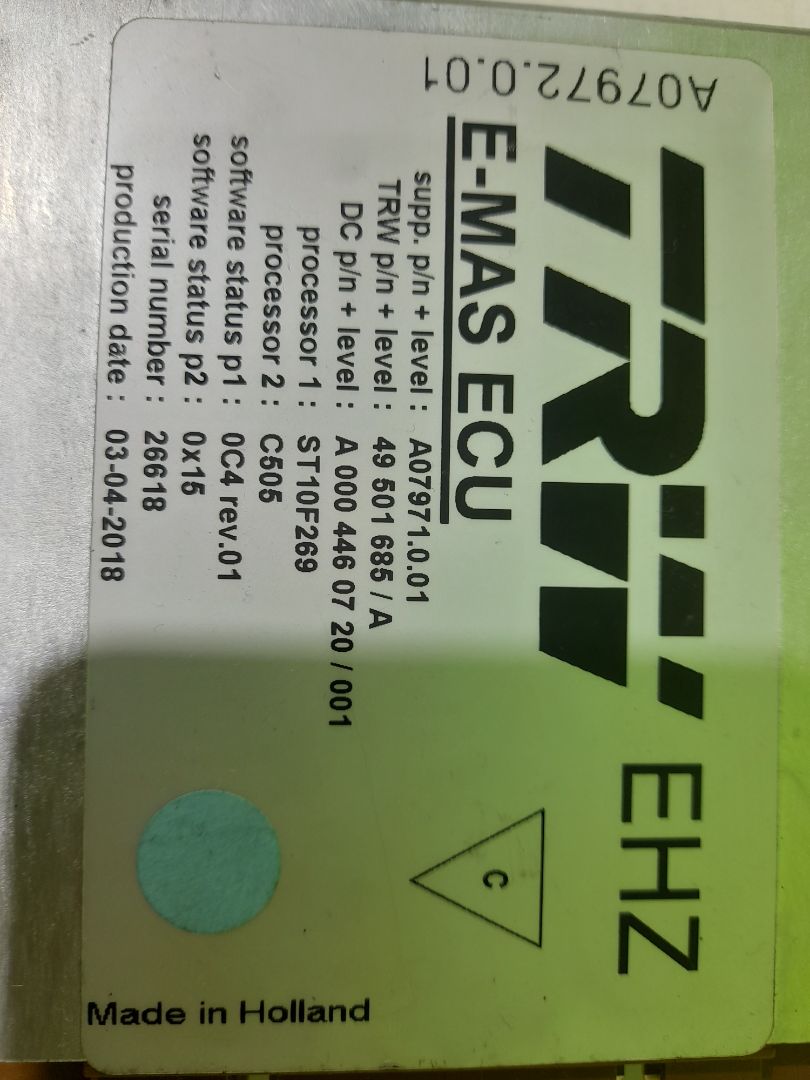 TRW EHZ
E-MAS ECU
supp. p/n + level : A07971.0.01
TRW p/n + level : 49 501 685 / A
DC p/n + level : A 000 446 07 20 / 001
processor 1 : ST10F269
processor 2 : C505
software status p1 : 0C4 rev.01
software status p2 : 0x15
serial number : 26618
production date : 03-04-2018
C
A07972.0.01
Made in Holland